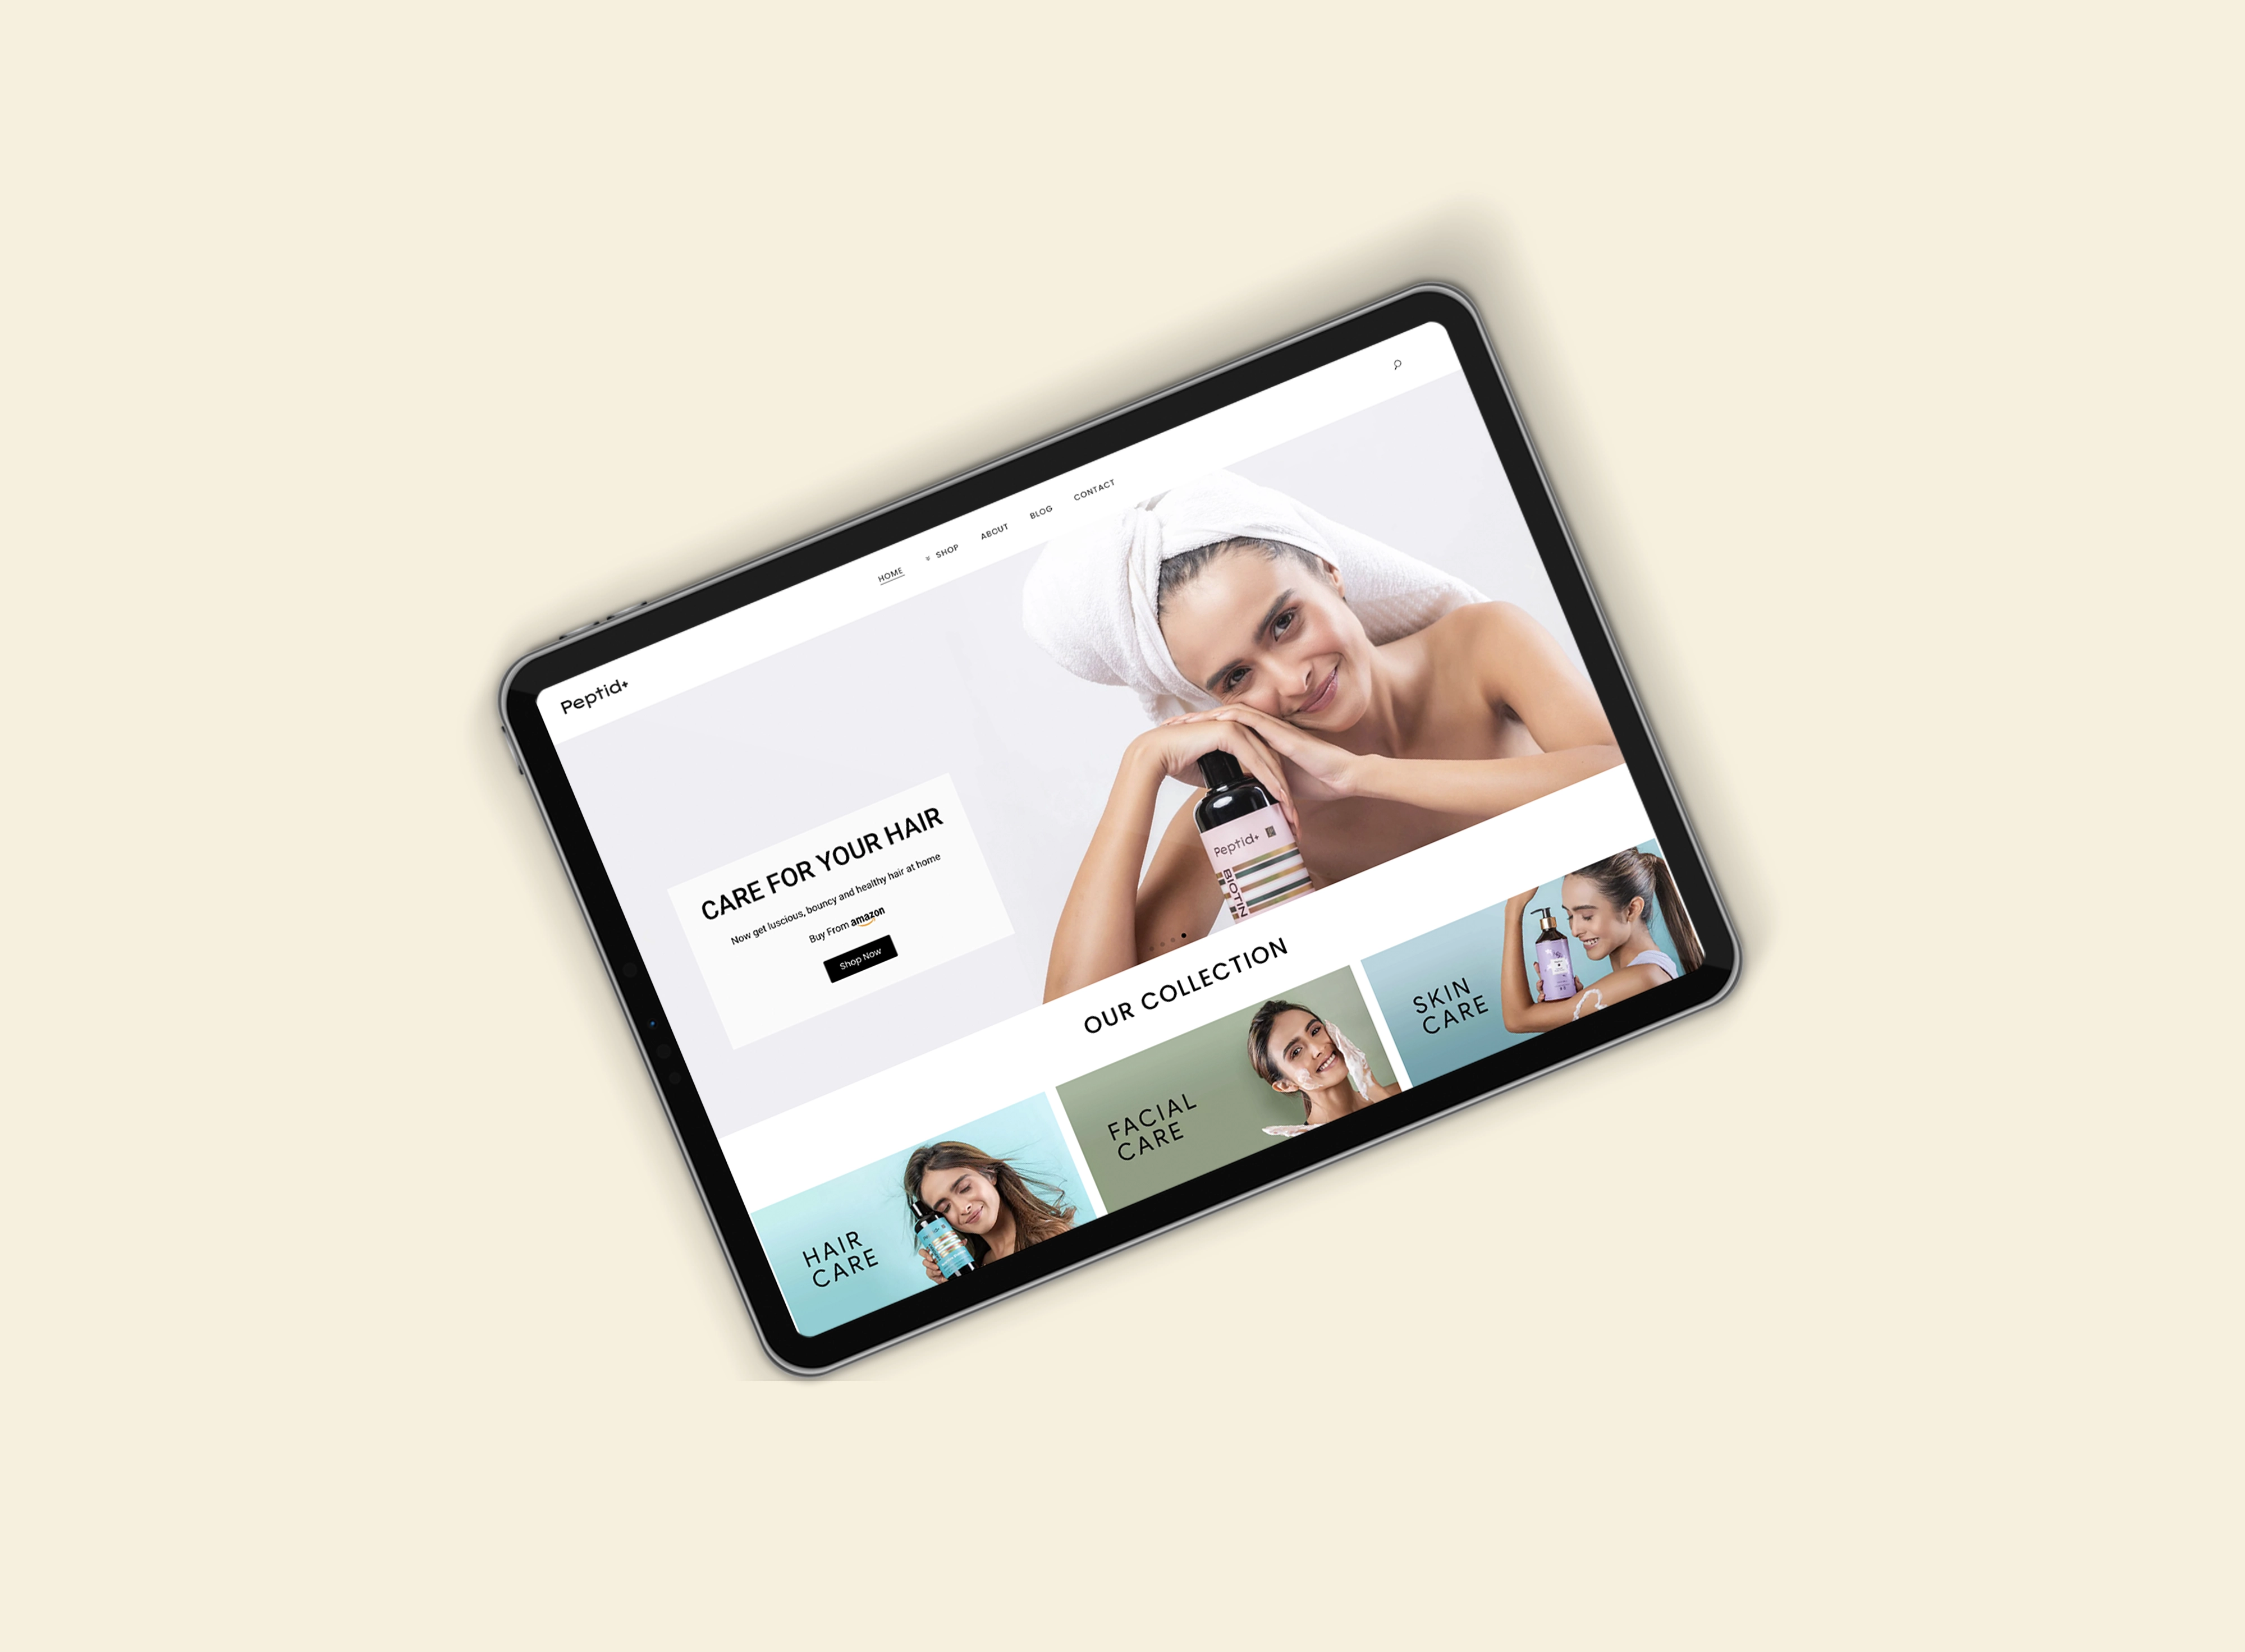 Peptid+
HOME
SHOP
ABOUT
BLOG
CONTACT
CARE FOR YOUR HAIR
Now get luscious, bouncy and healthy hair at home
Buy From amazon
Shop Now
Peptid+
BIOTIN
OUR COLLECTION
HAIR
CARE
FACIAL
CARE
SKIN
CARE